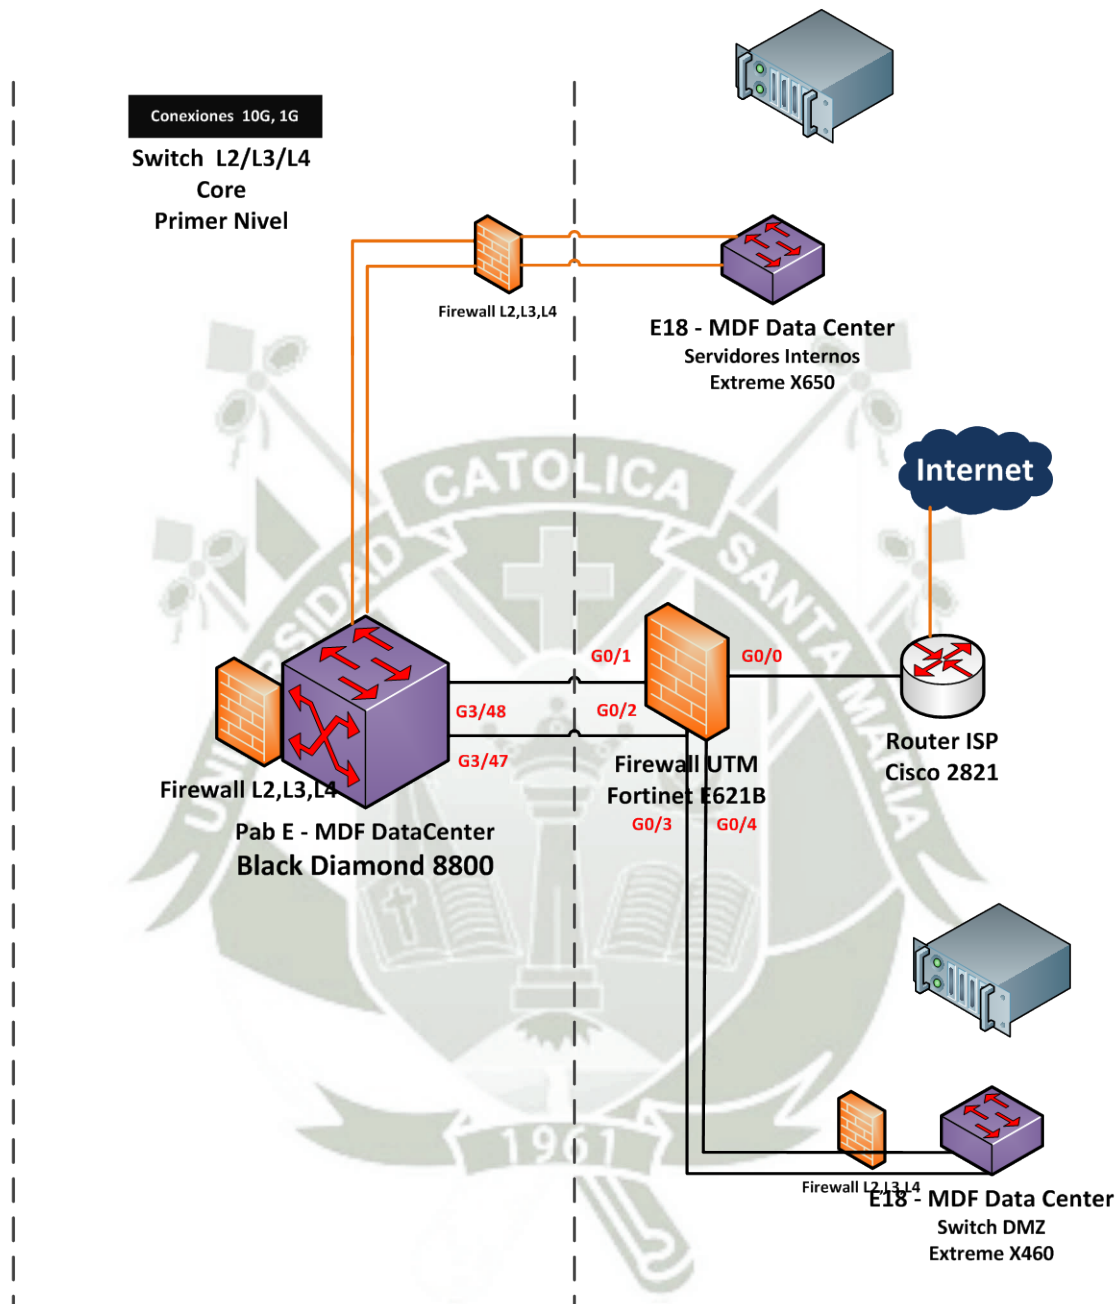 Conexiones 10G, 1G
Switch L2/L3/L4
Core
Primer Nivel
Firewall L2,L3,L4
E18 - MDF Data Center
Servidores Internos
Extreme X650
Internet
UNIVERSIDAD CATOLICA SANTA MARIA
G0/1
G0/0
G0/2
G3/48
G3/47
Router ISP
Cisco 2821
Firewall UTM
Fortinet E621B
G0/3
G0/4
Firewall L2,L3,L4
Pab E - MDF DataCenter
Black Diamond 8800
1961
Firewall L2,L3,L4
E18 - MDF Data Center
Switch DMZ
Extreme X460